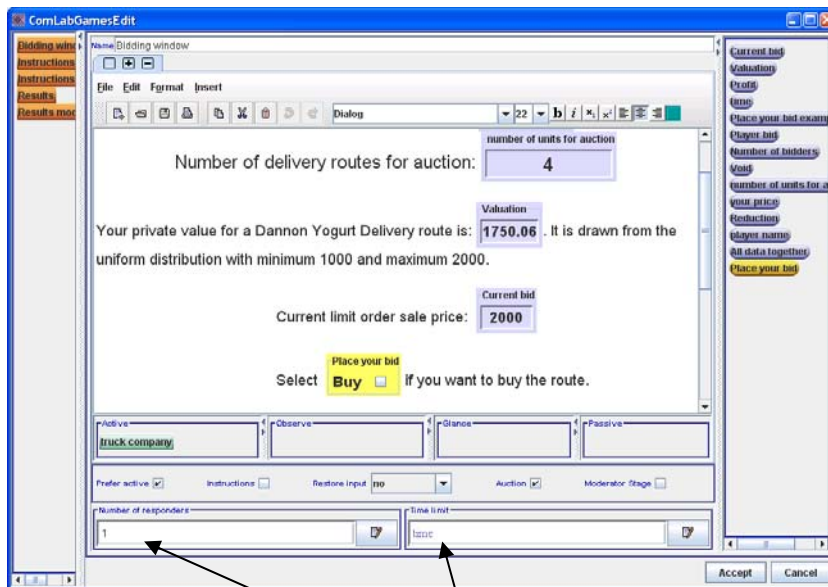 ComLabGamesEdit
Bidding wind
Instructions
Instructions
Results
Results mod
Name Bidding window
File Edit Format Insert
Dialog 22 b i x₁ x²
number of units for auction
Number of delivery routes for auction: 4
Valuation
Your private value for a Dannon Yogurt Delivery route is: 1750.06 . It is drawn from the
uniform distribution with minimum 1000 and maximum 2000.
Current bid
Current limit order sale price: 2000
Place your bid
Select Buy if you want to buy the route.
Active Observe Glance Passive
truck company
Prefer active Instructions Restore input no Auction Moderator Stage
Number of responders Time limit
1 time
Current bid
Valuation
Profit
time
Place your bid examp
Player bid
Number of bidders
Void
number of units for a
your price
Reduction
player name
All data together
Place your bid
Accept Cancel